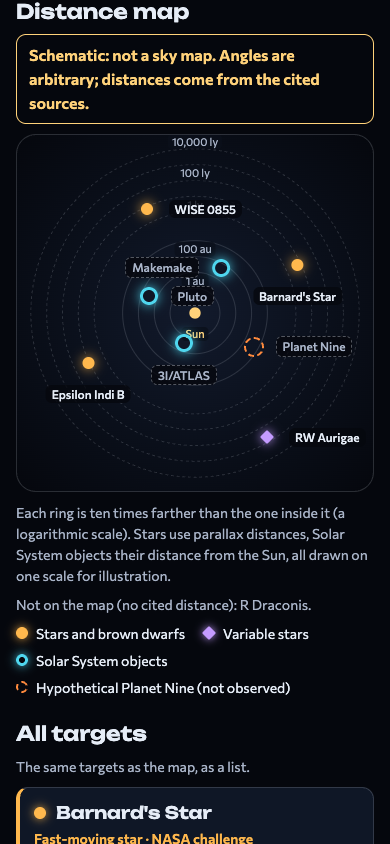 Distance map
Schematic: not a sky map. Angles are
arbitrary; distances come from the cited
sources.
10,000 ly
100 ly
WISE 0855
100 au
Makemake
1 au
Pluto
Barnard's Star
Sun
Planet Nine
3I/ATLAS
Epsilon Indi B
RW Aurigae
Each ring is ten times farther than the one inside it (a
logarithmic scale). Stars use parallax distances, Solar
System objects their distance from the Sun, all drawn on
one scale for illustration.
Not on the map (no cited distance): R Draconis.
Stars and brown dwarfs
Variable stars
Solar System objects
Hypothetical Planet Nine (not observed)
All targets
The same targets as the map, as a list.
Barnard's Star
Fast-moving star · NASA challenge